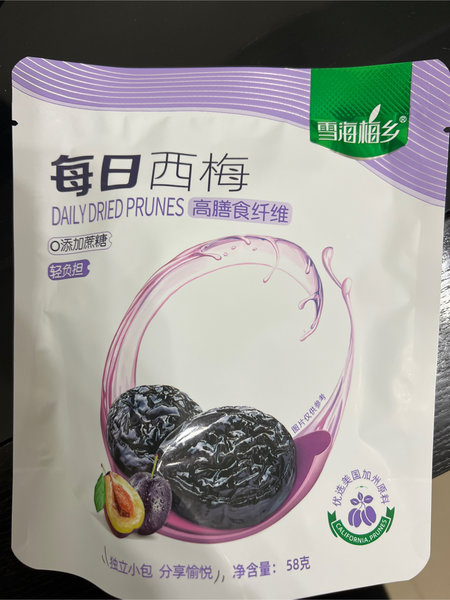 雪海梅乡®
每日西梅
DAILY DRIED PRUNES 高膳食纤维
0添加蔗糖
轻负担
图片仅供参考
优选美国加州原料
CALIFORNIA PRUNES
独立小包 分享愉悦 净含量: 58克